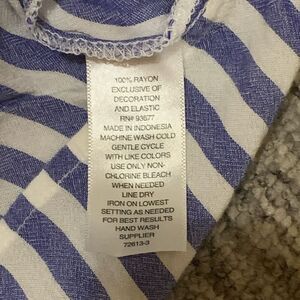 100% RAYON
EXCLUSIVE OF
DECORATION
AND ELASTIC
RN# 93677
MADE IN INDONESIA
MACHINE WASH COLD
GENTLE CYCLE
WITH LIKE COLORS
USE ONLY NON-
CHLORINE BLEACH
WHEN NEEDED
LINE DRY
IRON ON LOWEST
SETTING AS NEEDED
FOR BEST RESULTS
HAND WASH
SUPPLIER
72613-3